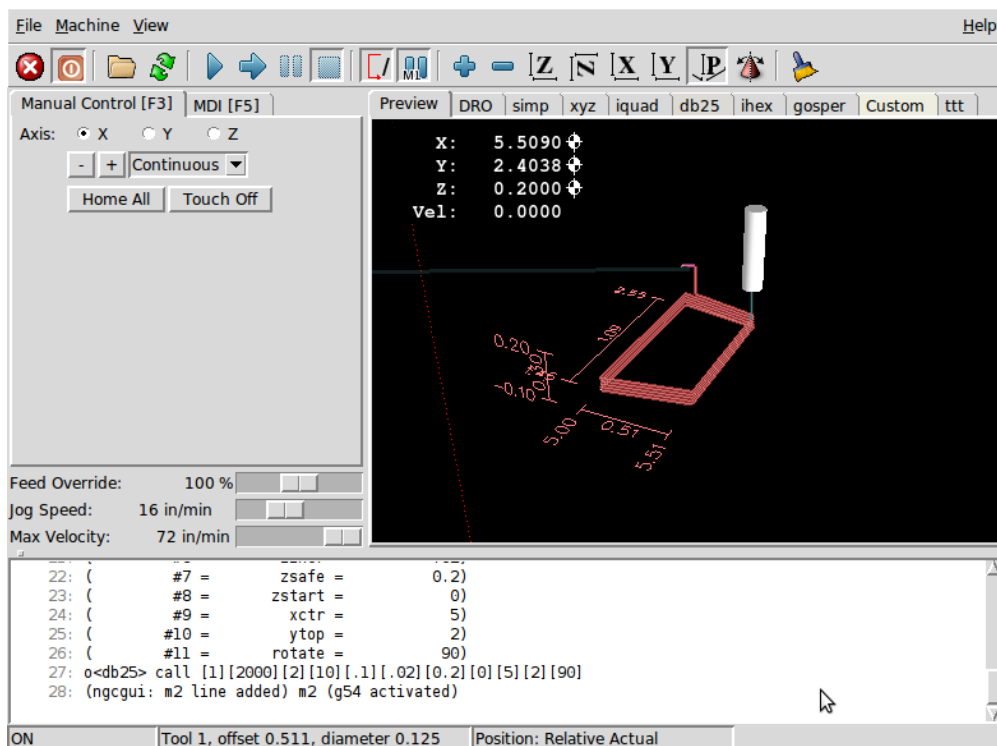 File Machine View Help
Z N X Y P
Manual Control [F3] MDI [F5]
Preview DRO simp xyz iquad db25 ihex gosper Custom ttt
Axis: X Y Z
- + Continuous
Home All Touch Off
X: 5.5090
Y: 2.4038
Z: 0.2000
Vel: 0.0000
0.20
-0.10
5.00
0.51
5.51
Feed Override: 100 %
Jog Speed: 16 in/min
Max Velocity: 72 in/min
22: ( #7 = zsafe = 0.2)
23: ( #8 = zstart = 0)
24: ( #9 = xctr = 5)
25: ( #10 = ytop = 2)
26: ( #11 = rotate = 90)
27: o<db25> call [1][2000][2][10][.1][.02][0.2][0][5][2][90]
28: (ngcgui: m2 line added) m2 (g54 activated)
ON Tool 1, offset 0.511, diameter 0.125 Position: Relative Actual